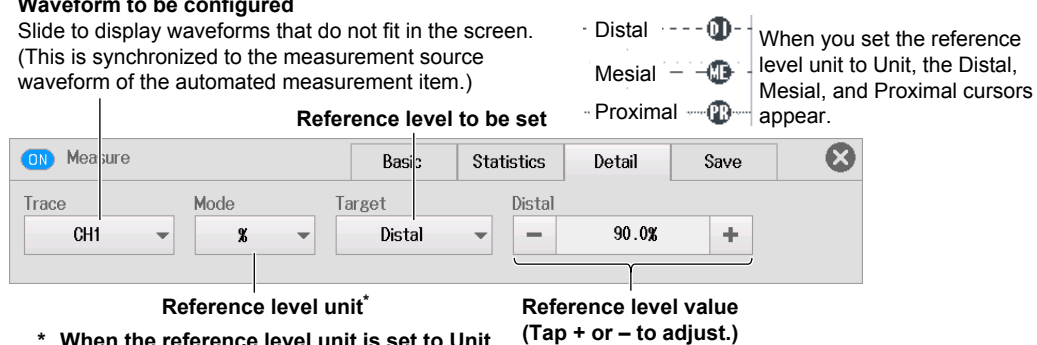 Waveform to be configured
Slide to display waveforms that do not fit in the screen.
(This is synchronized to the measurement source
waveform of the automated measurement item.)
Distal DI
Mesial ME
Proximal PR
When you set the reference
level unit to Unit, the Distal,
Mesial, and Proximal cursors
appear.
Reference level to be set
ON Measure Basic Statistics Detail Save
Trace Mode Target Distal
CH1 % Distal − 90.0% +
Reference level unit*
Reference level value
(Tap + or – to adjust.)
* When the reference level unit is set to Unit